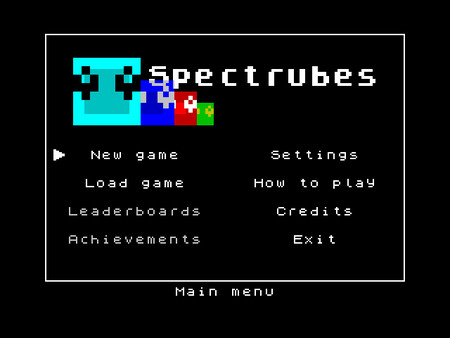 Spectrubes
New game
Settings
Load game
How to play
Leaderboards
Credits
Achievements
Exit
Main menu